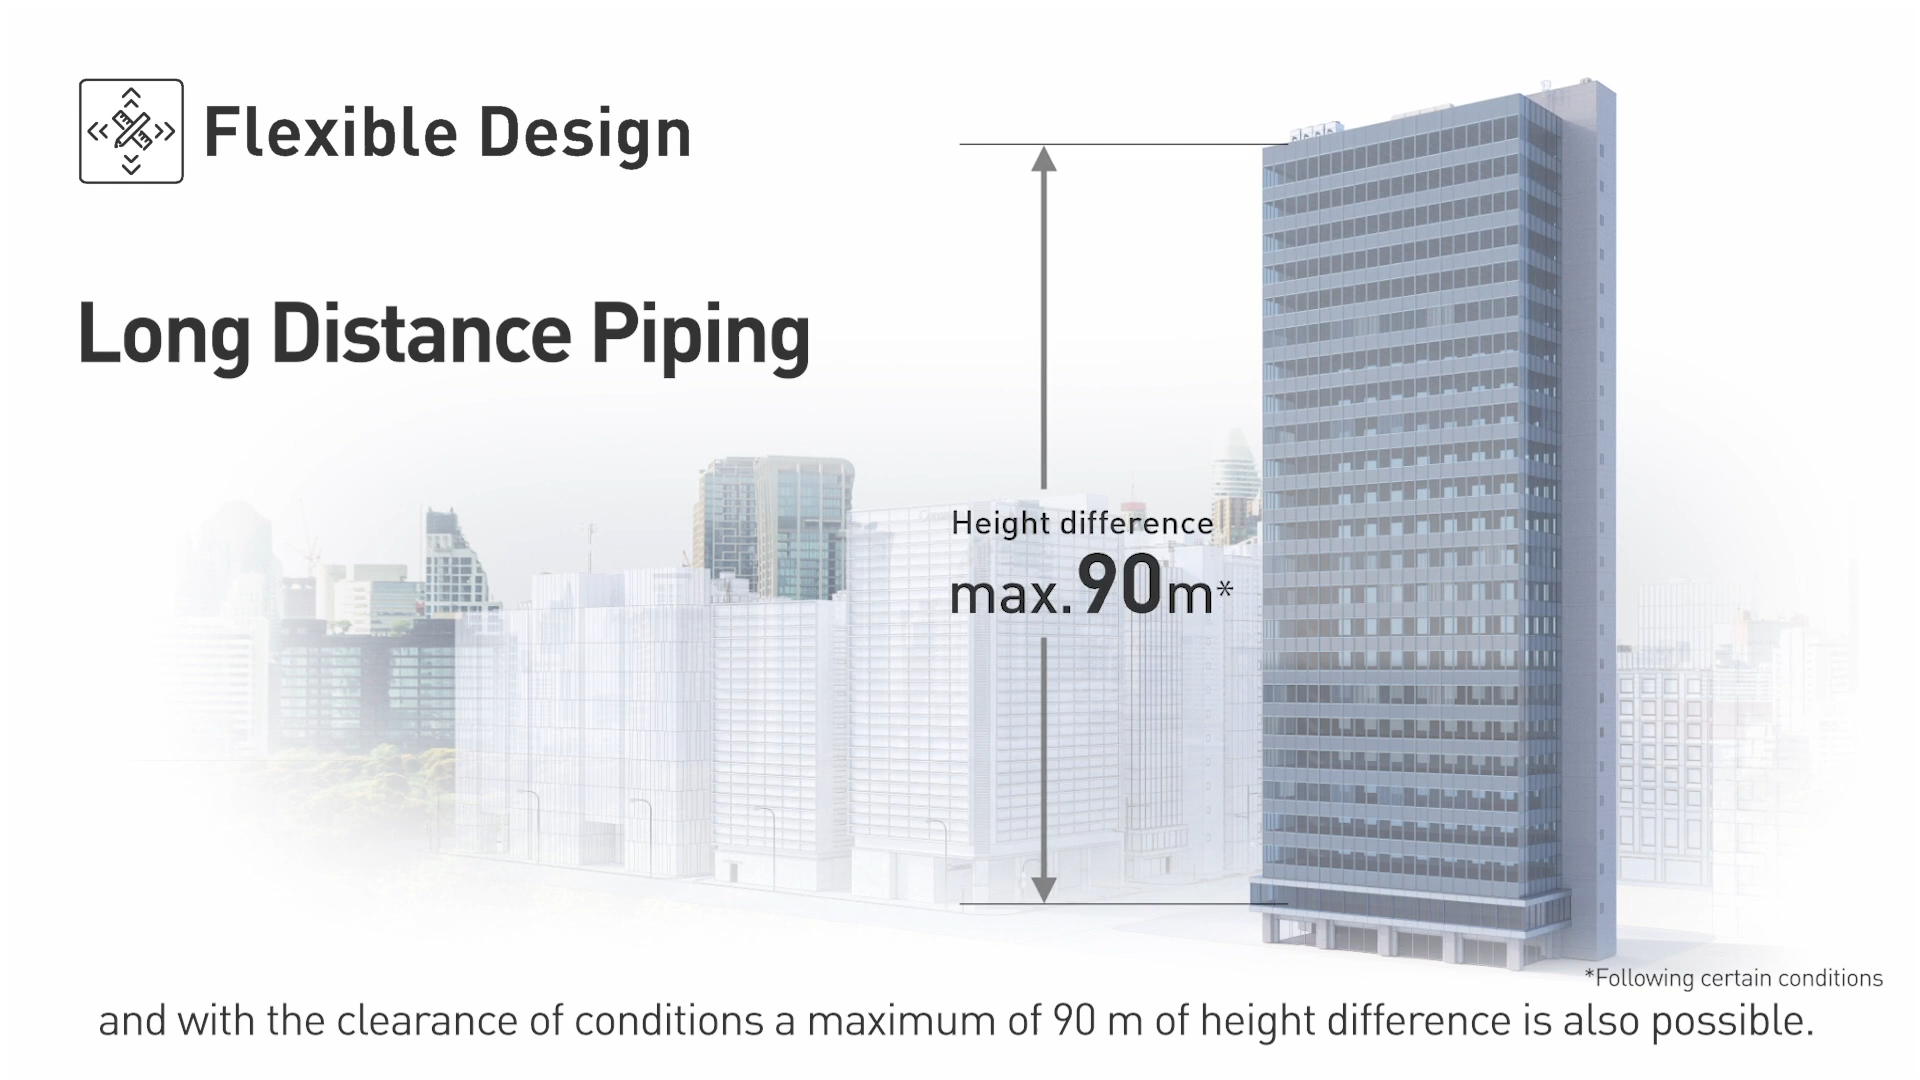 Flexible Design
Long Distance Piping
Height difference
max.90m*
*Following certain conditions
and with the clearance of conditions a maximum of 90 m of height difference is also possible.